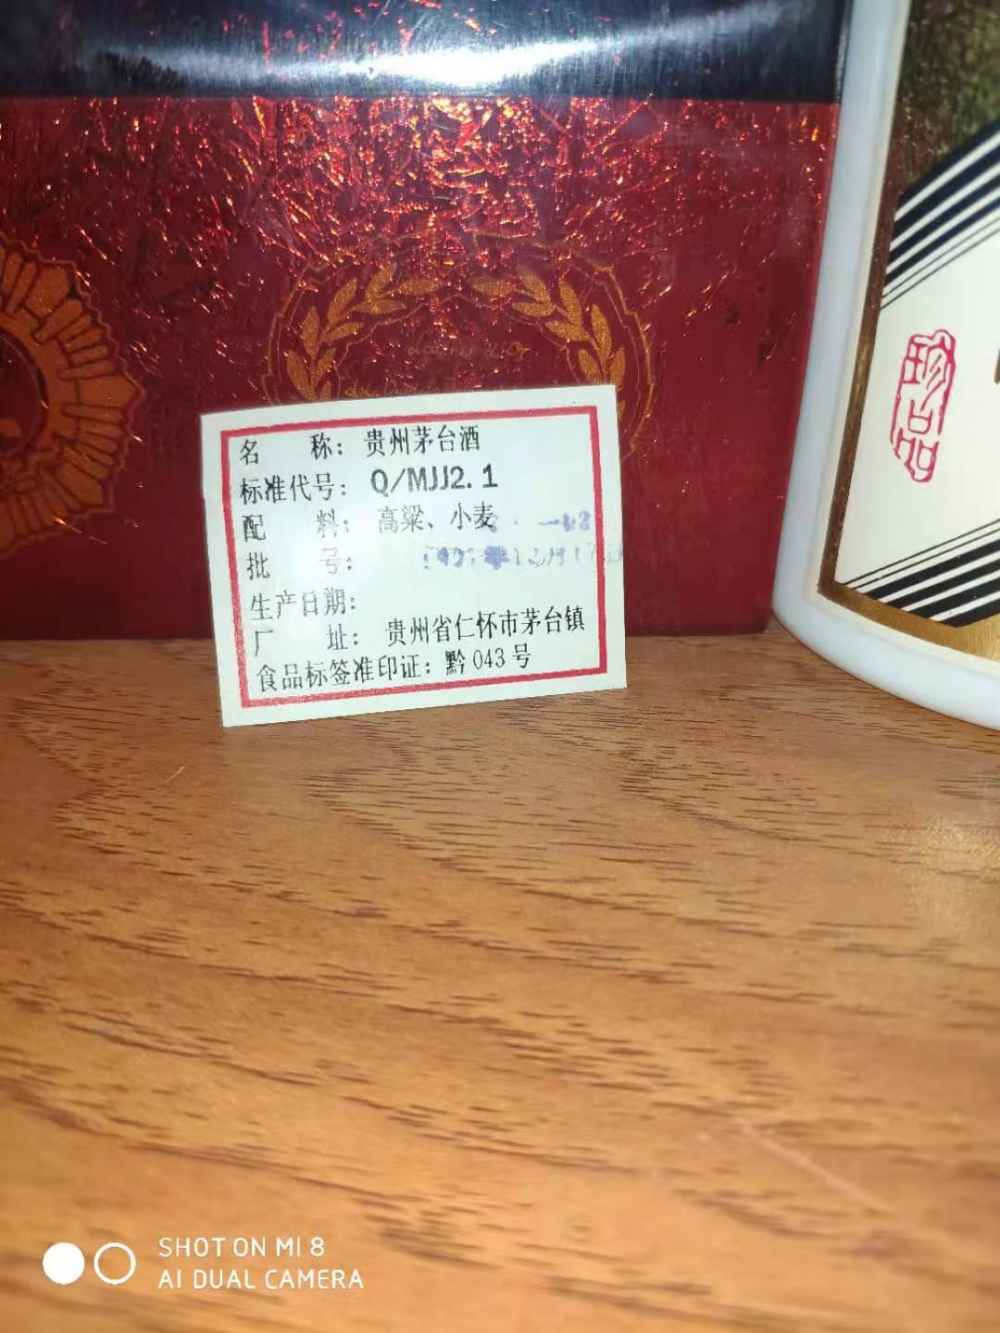 名 称: 贵州茅台酒
标准代号: Q/MJJ2.1
配 料: 高粱、小麦
批 号:
生产日期:
厂 址: 贵州省仁怀市茅台镇
食品标签准印证: 黔043号
珍品
SHOT ON MI 8
AI DUAL CAMERA